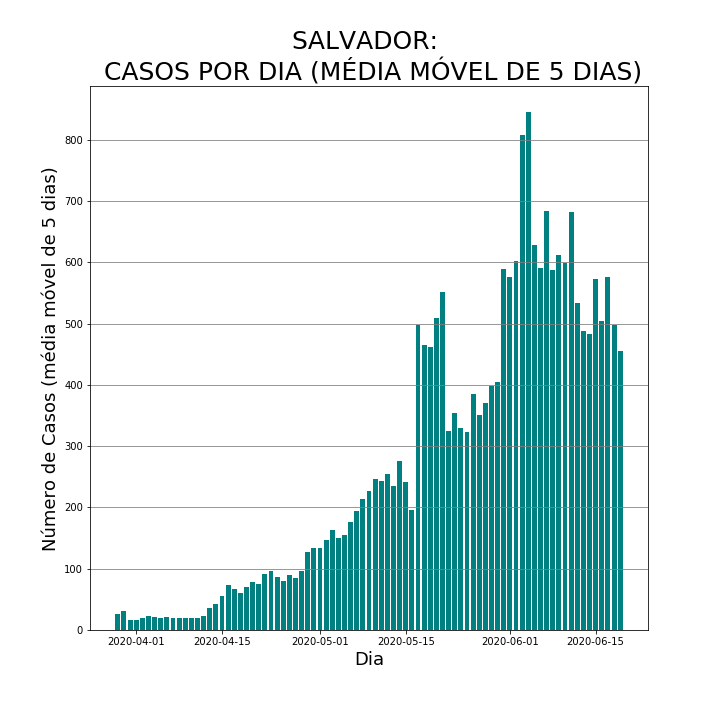 SALVADOR:
CASOS POR DIA (MÉDIA MÓVEL DE 5 DIAS)
Número de Casos (média móvel de 5 dias)
800
700
600
500
400
300
200
100
0
2020-04-01 2020-04-15 2020-05-01 2020-05-15 2020-06-01 2020-06-15
Dia